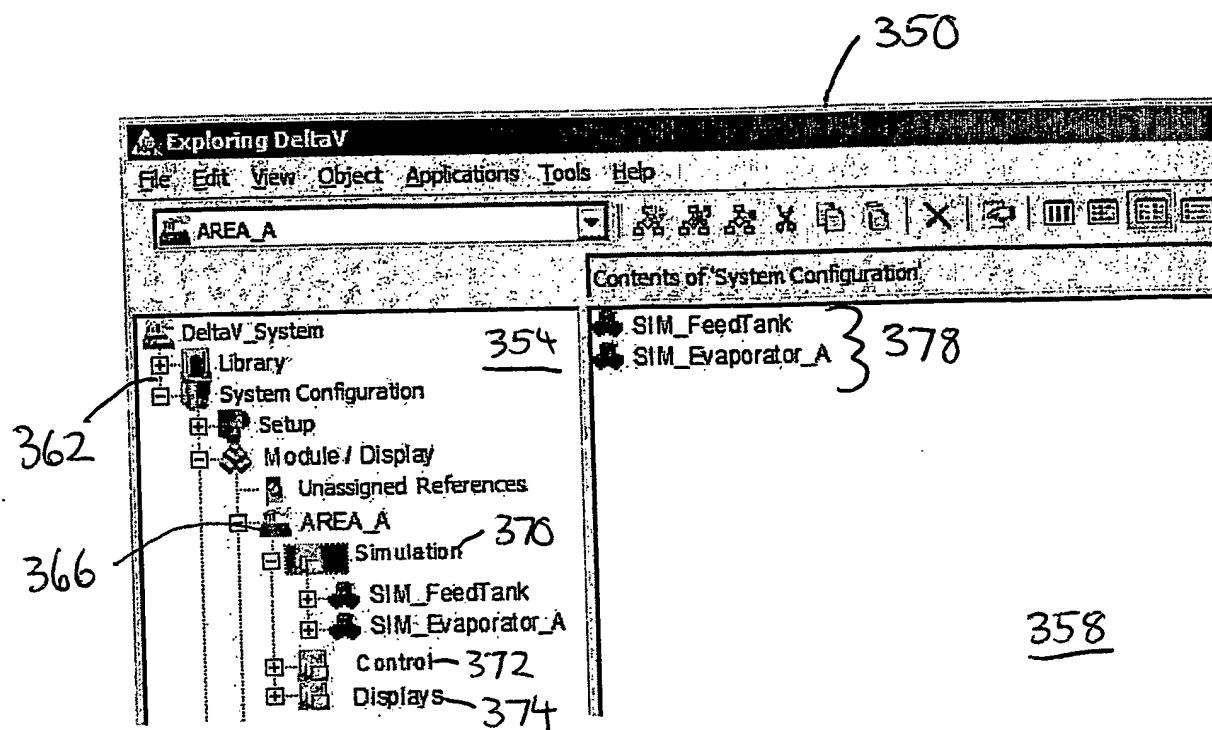 350
Exploring DeltaV
File Edit View Object Applications Tools Help
AREA_A
Contents of 'System Configuration'
DeltaV_System
354
SIM_FeedTank
SIM_Evaporator_A
378
Library
System Configuration
362
Setup
Module / Display
Unassigned References
AREA_A
366
Simulation 370
SIM_FeedTank
SIM_Evaporator_A
358
Control 372
Displays 374